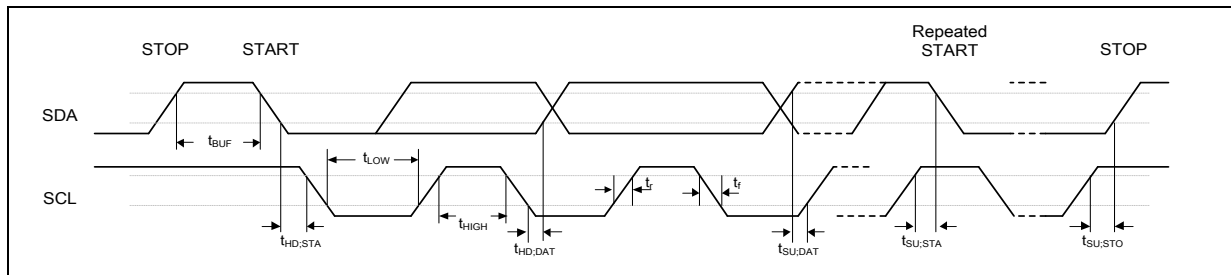 STOP
START
Repeated
START
STOP
SDA
tBUF
tLOW
SCL
tr
tf
tHIGH
tHD;STA
tHD;DAT
tSU;DAT
tSU;STA
tSU;STO